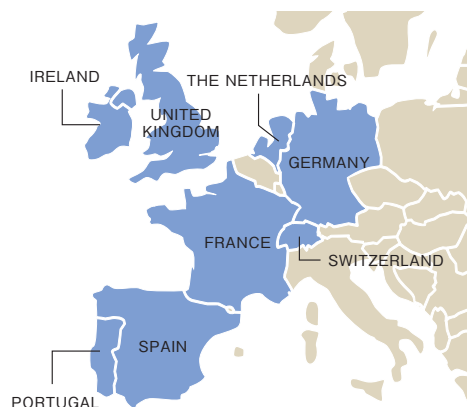 IRELAND
THE NETHERLANDS
UNITED
KINGDOM
GERMANY
FRANCE
SWITZERLAND
SPAIN
PORTUGAL